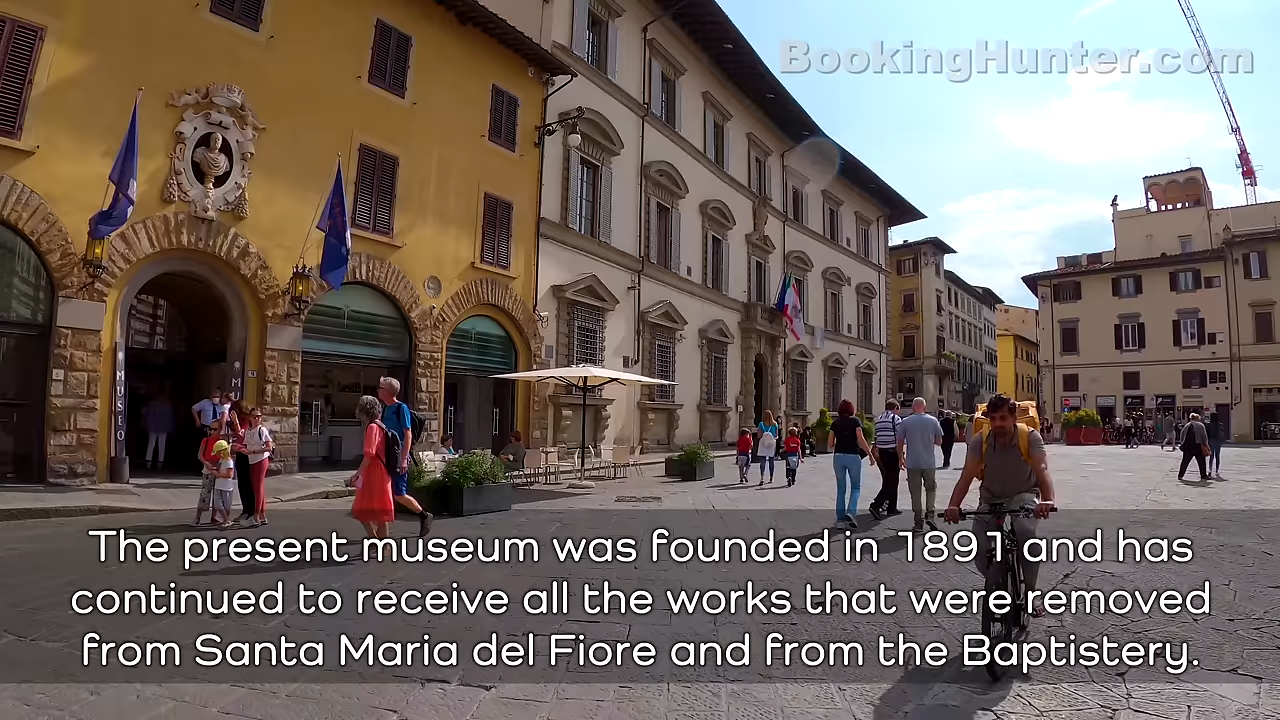 BookingHunter.com
MUSEO
The present museum was founded in 1891 and has
continued to receive all the works that were removed
from Santa Maria del Fiore and from the Baptistery.